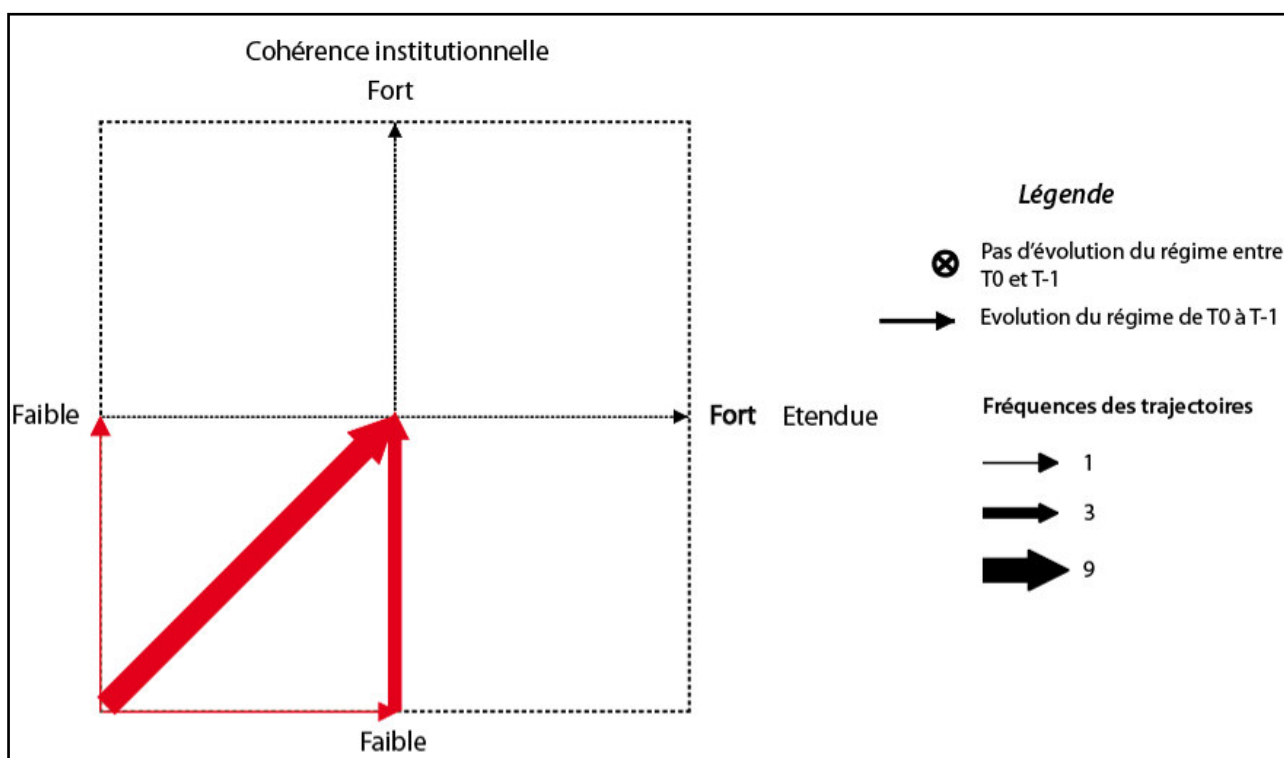 Cohérence institutionnelle
Fort
Faible
Fort Etendue
Faible
Légende
Pas d'évolution du régime entre
T0 et T-1
Evolution du régime de T0 à T-1
Fréquences des trajectoires
1
3
9